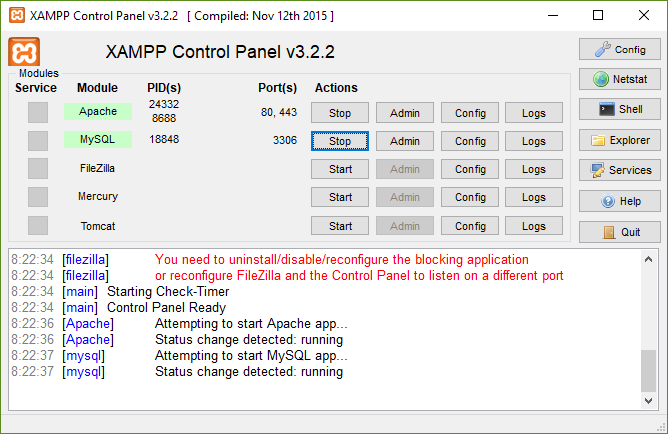 XAMPP Control Panel v3.2.2 [ Compiled: Nov 12th 2015 ]
XAMPP Control Panel v3.2.2
Config
Modules
Service Module PID(s) Port(s) Actions
Netstat
Apache 24332 8688 80, 443 Stop Admin Config Logs
Shell
MySQL 18848 3306 Stop Admin Config Logs
Explorer
FileZilla Start Admin Config Logs
Services
Mercury Start Admin Config Logs
Help
Tomcat Start Admin Config Logs
Quit
8:22:34 [filezilla] You need to uninstall/disable/reconfigure the blocking application
8:22:34 [filezilla] or reconfigure FileZilla and the Control Panel to listen on a different port
8:22:34 [main] Starting Check-Timer
8:22:34 [main] Control Panel Ready
8:22:36 [Apache] Attempting to start Apache app...
8:22:36 [Apache] Status change detected: running
8:22:37 [mysql] Attempting to start MySQL app...
8:22:37 [mysql] Status change detected: running